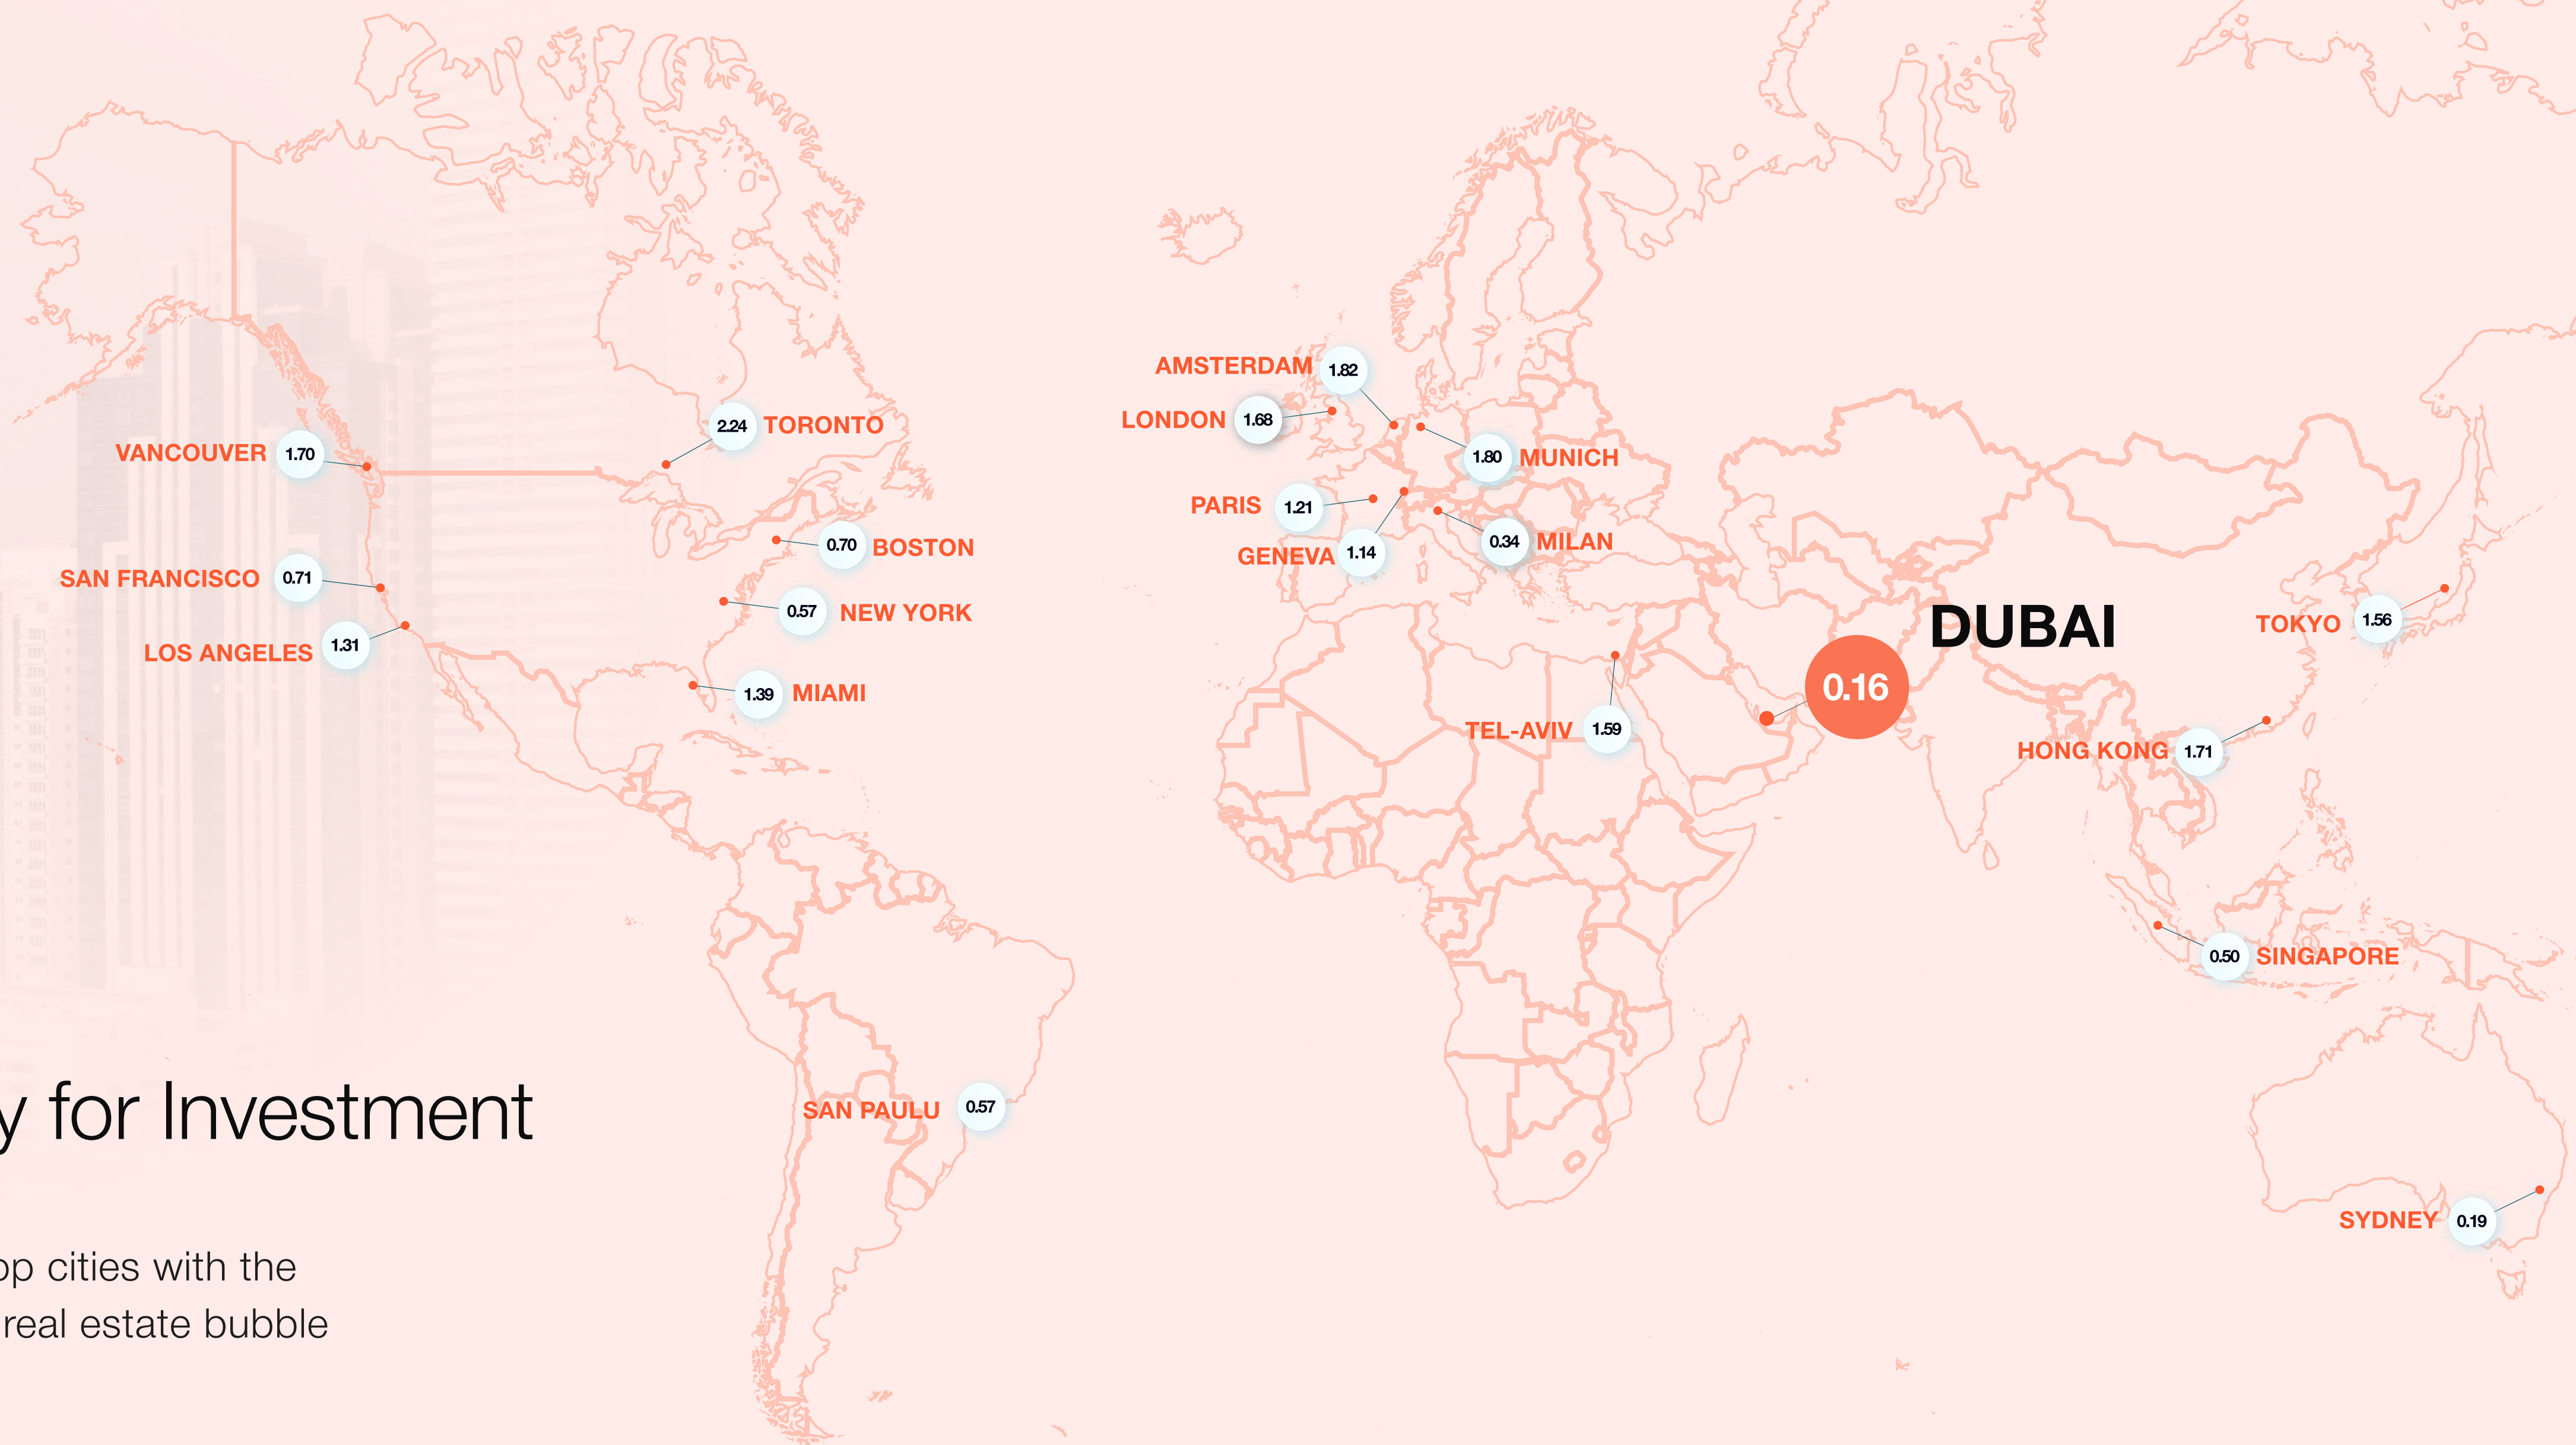 AMSTERDAM 1.82
LONDON 1.68
2.24 TORONTO
VANCOUVER 1.70
1.80 MUNICH
PARIS 1.21
1.14 GENEVA
0.34 MILAN
0.70 BOSTON
SAN FRANCISCO 0.71
0.57 NEW YORK
LOS ANGELES 1.31
1.39 MIAMI
DUBAI
0.16
TOKYO 1.56
TEL-AVIV 1.59
HONG KONG 1.71
0.50 SINGAPORE
y for Investment
SAN PAULU 0.57
SYDNEY 0.19
op cities with the
real estate bubble